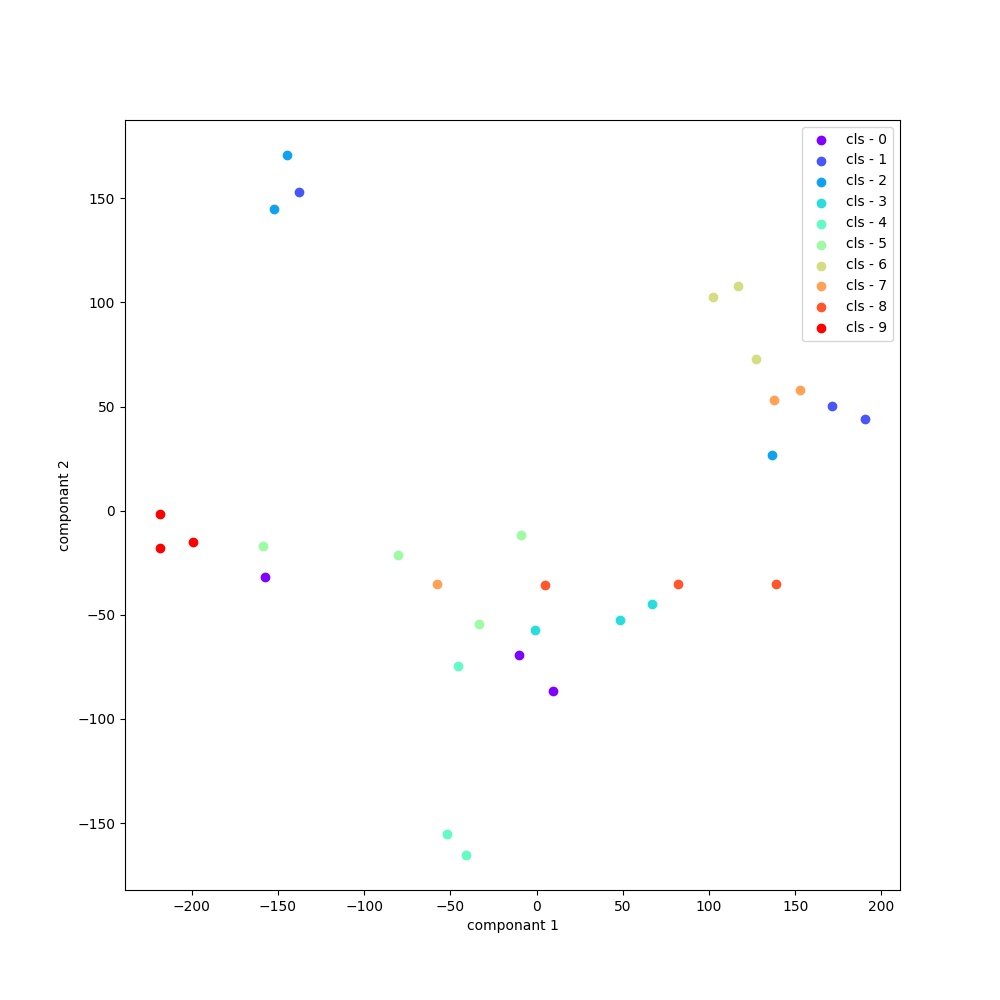 cls - 0
cls - 1
cls - 2
cls - 3
cls - 4
cls - 5
cls - 6
cls - 7
cls - 8
cls - 9
150
100
50
0
−50
−100
−150
componant 2
−200 −150 −100 −50 0 50 100 150 200
componant 1